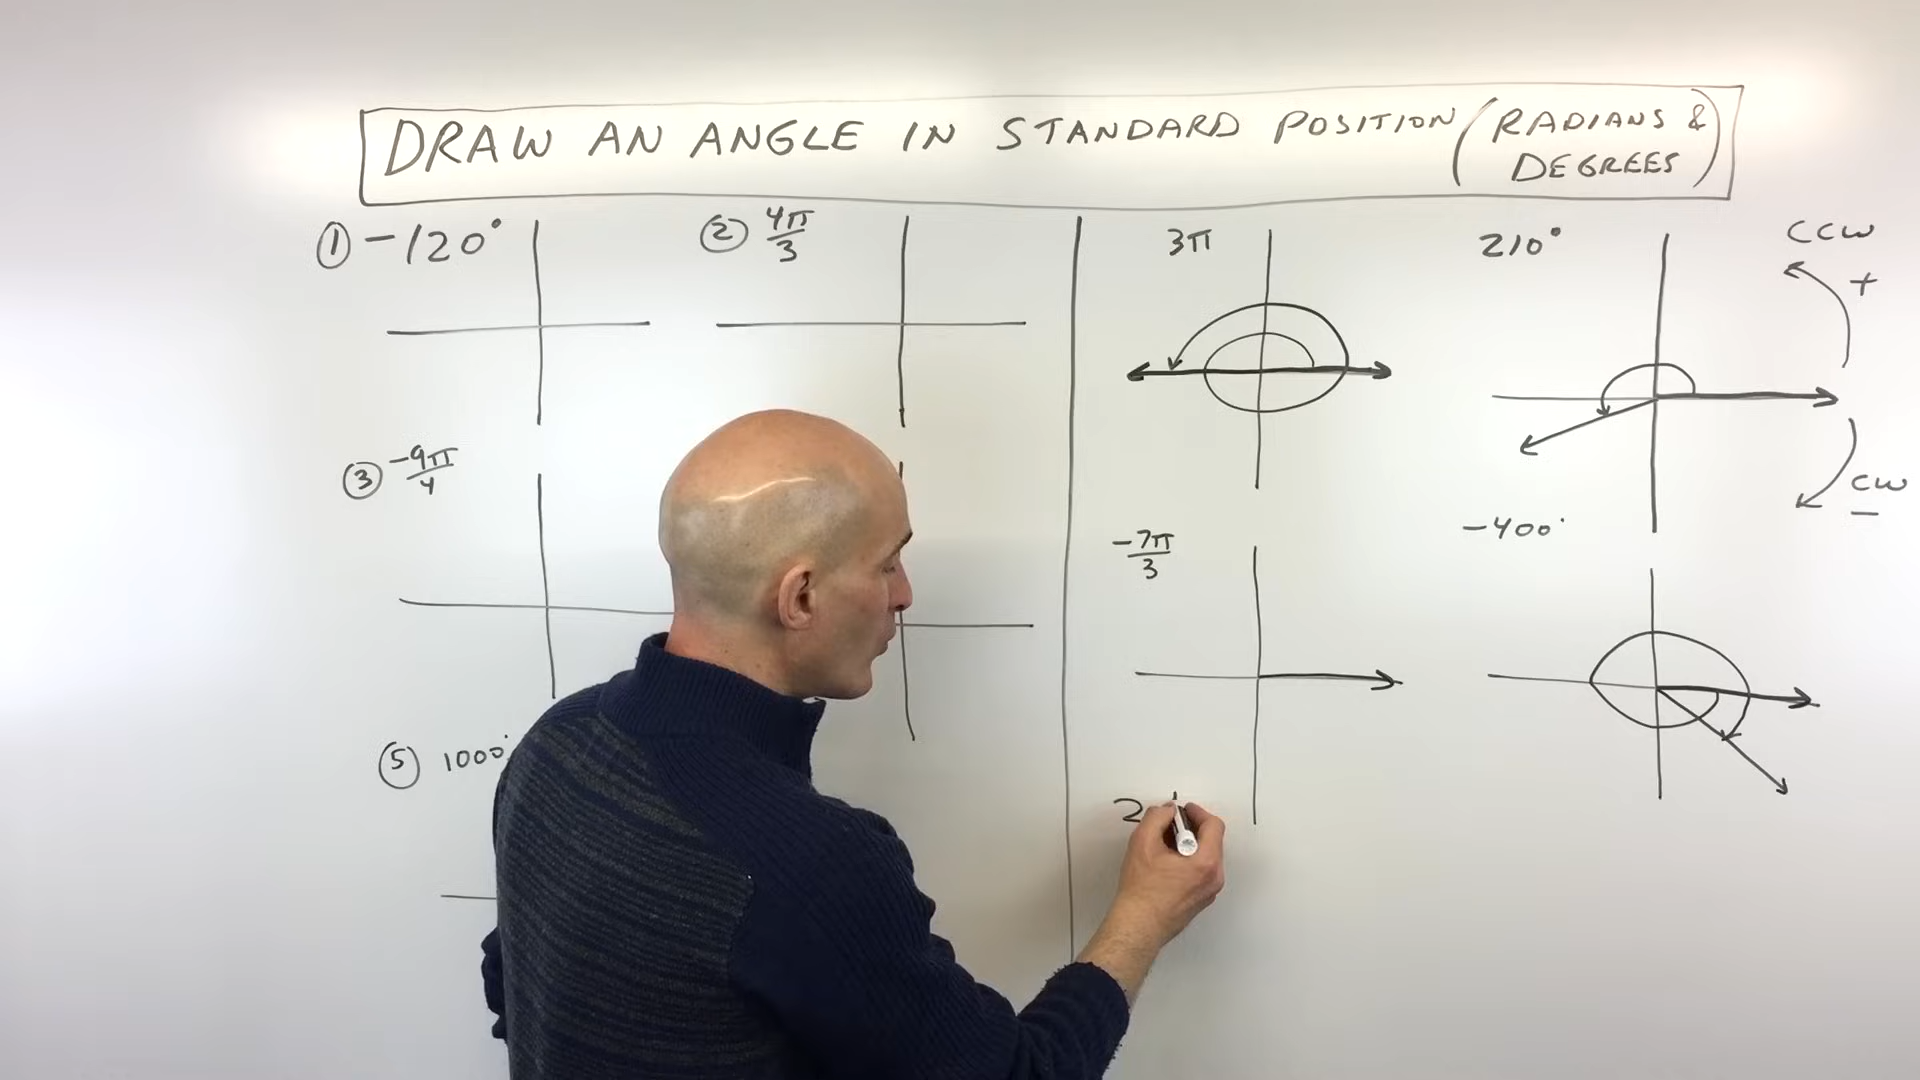 DRAW AN ANGLE IN STANDARD POSITION (RADIANS & DEGREES)
① -120°
② 4π/3
③ -9π/4
⑤ 1000°
3π
210°
CCW
+
CW
-
-7π/3
-400°
2